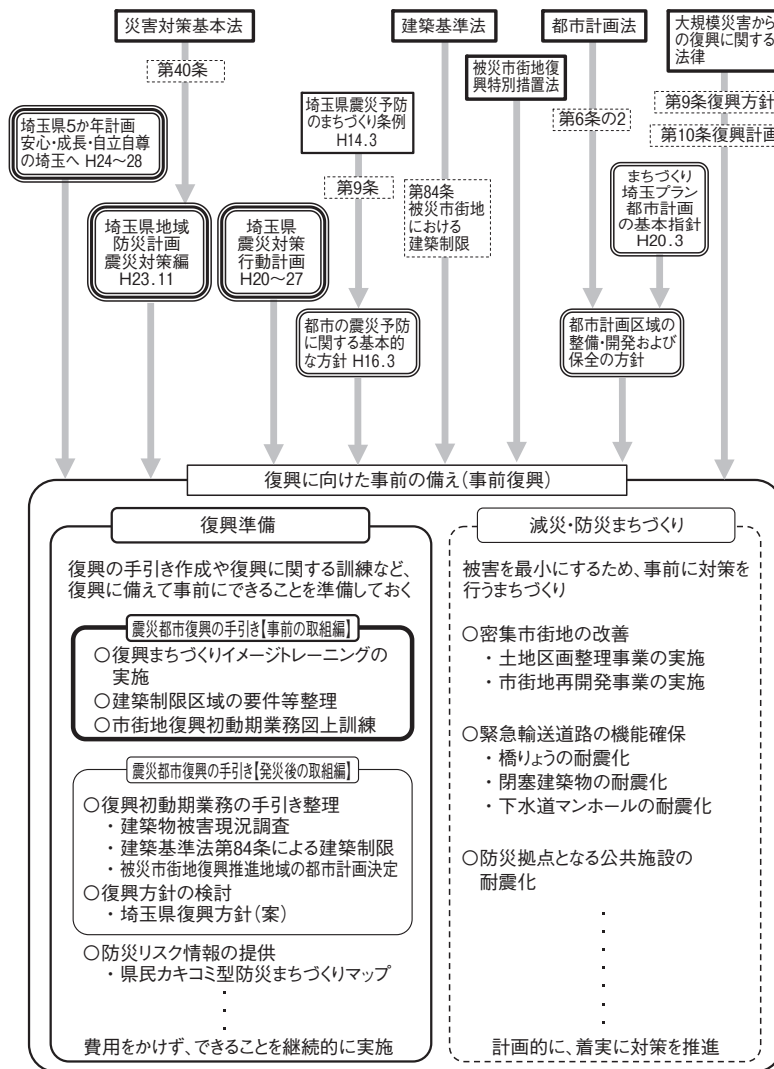 災害対策基本法
建築基準法
都市計画法
大規模災害から
の復興に関する
法律
第40条
被災市街地復
興特別措置法
埼玉県震災予防
のまちづくり条例
H14.3
第6条の2
第9条復興方針
第10条復興計画
埼玉県5か年計画
安心・成長・自立自尊
の埼玉へ H24～28
第9条
第84条
被災市街地
における
建築制限
まちづくり
埼玉プラン
都市計画
の基本指針
H20.3
埼玉県地域
防災計画
震災対策編
H23.11
埼玉県
震災対策
行動計画
H20～27
都市の震災予防
に関する基本的
な方針 H16.3
都市計画区域の
整備・開発および
保全の方針
復興に向けた事前の備え（事前復興）
復興準備
復興の手引き作成や復興に関する訓練など、
復興に備えて事前にできることを準備しておく
震災都市復興の手引き【事前の取組編】
○復興まちづくりイメージトレーニングの
実施
○建築制限区域の要件等整理
○市街地復興初動期業務図上訓練
震災都市復興の手引き【発災後の取組編】
○復興初動期業務の手引き整理
・建築物被害現況調査
・建築基準法第84条による建築制限
・被災市街地復興推進地域の都市計画決定
○復興方針の検討
・埼玉県復興方針（案）
○防災リスク情報の提供
・県民カキコミ型防災まちづくりマップ
・
・
・
費用をかけず、できることを継続的に実施
減災・防災まちづくり
被害を最小にするため、事前に対策を
行うまちづくり
○密集市街地の改善
・土地区画整理事業の実施
・市街地再開発事業の実施
○緊急輸送道路の機能確保
・橋りょうの耐震化
・閉塞建築物の耐震化
・下水道マンホールの耐震化
○防災拠点となる公共施設の
耐震化
・
・
・
・
・
・
・
計画的に、着実に対策を推進